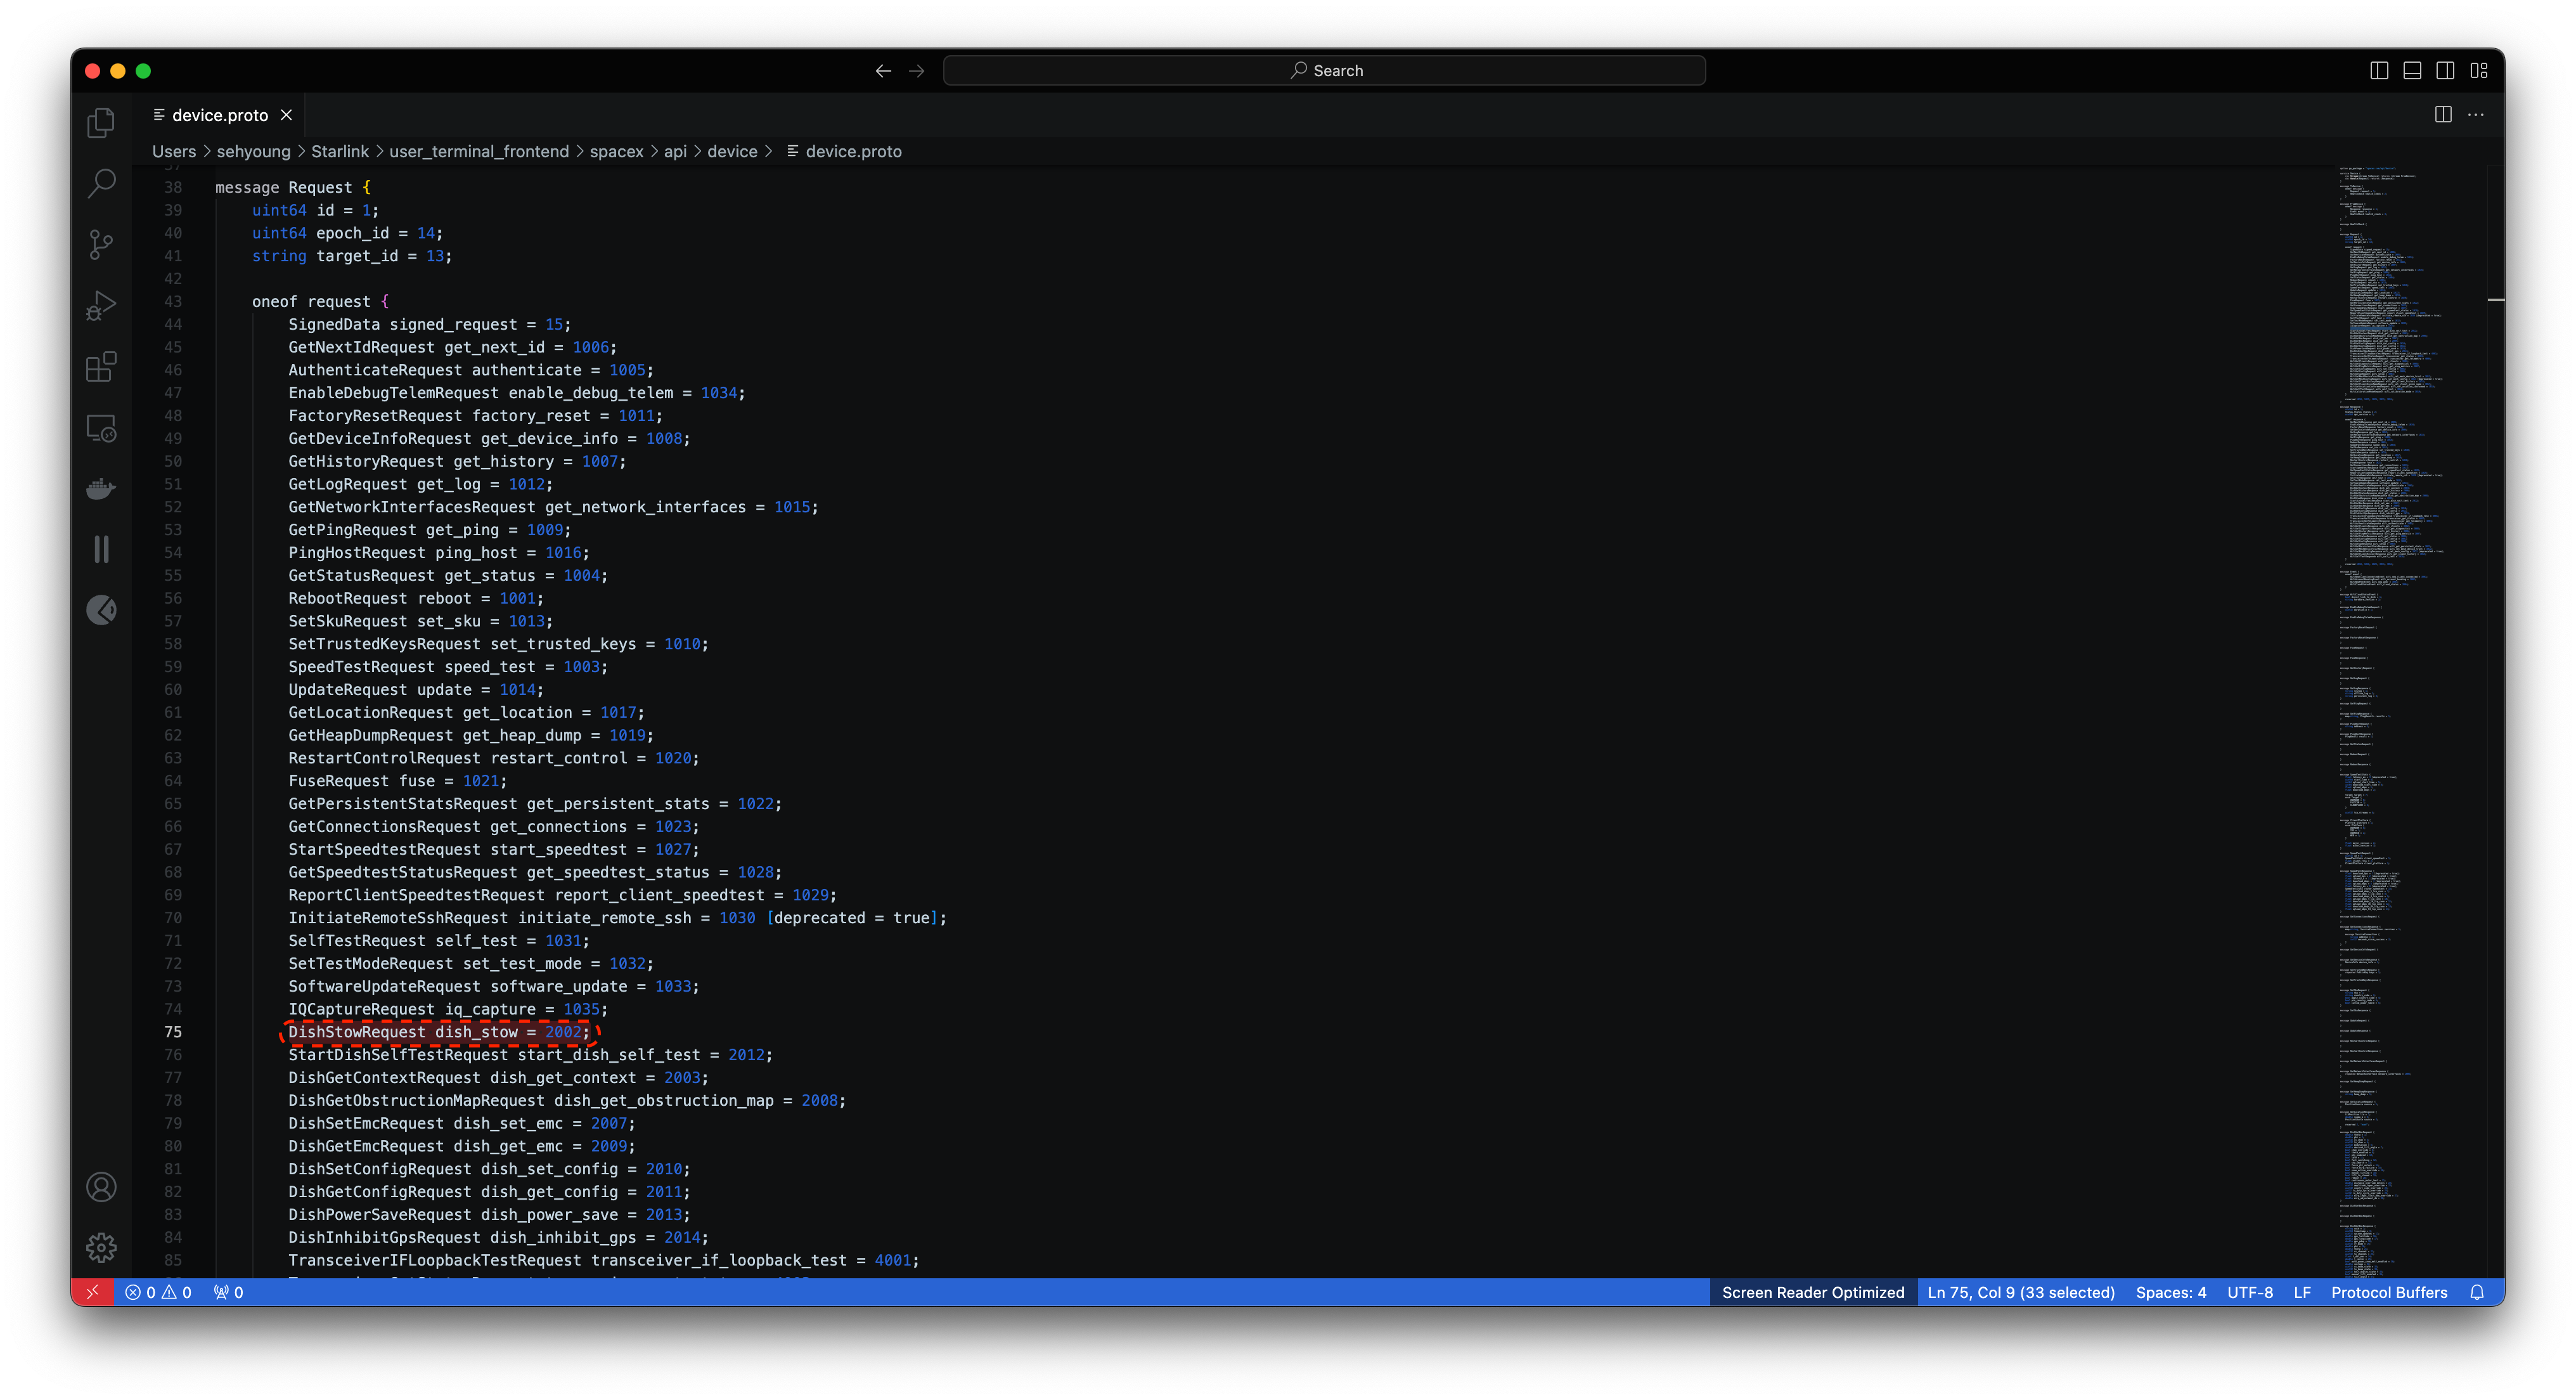 Search
device.proto
Users > sehyoung > Starlink > user_terminal_frontend > spacex > api > device > device.proto
38 message Request {
39 uint64 id = 1;
40 uint64 epoch_id = 14;
41 string target_id = 13;
42
43 oneof request {
44 SignedData signed_request = 15;
45 GetNextIdRequest get_next_id = 1006;
46 AuthenticateRequest authenticate = 1005;
47 EnableDebugTelemRequest enable_debug_telem = 1034;
48 FactoryResetRequest factory_reset = 1011;
49 GetDeviceInfoRequest get_device_info = 1008;
50 GetHistoryRequest get_history = 1007;
51 GetLogRequest get_log = 1012;
52 GetNetworkInterfacesRequest get_network_interfaces = 1015;
53 GetPingRequest get_ping = 1009;
54 PingHostRequest ping_host = 1016;
55 GetStatusRequest get_status = 1004;
56 RebootRequest reboot = 1001;
57 SetSkuRequest set_sku = 1013;
58 SetTrustedKeysRequest set_trusted_keys = 1010;
59 SpeedTestRequest speed_test = 1003;
60 UpdateRequest update = 1014;
61 GetLocationRequest get_location = 1017;
62 GetHeapDumpRequest get_heap_dump = 1019;
63 RestartControlRequest restart_control = 1020;
64 FuseRequest fuse = 1021;
65 GetPersistentStatsRequest get_persistent_stats = 1022;
66 GetConnectionsRequest get_connections = 1023;
67 StartSpeedtestRequest start_speedtest = 1027;
68 GetSpeedtestStatusRequest get_speedtest_status = 1028;
69 ReportClientSpeedtestRequest report_client_speedtest = 1029;
70 InitiateRemoteSshRequest initiate_remote_ssh = 1030 [deprecated = true];
71 SelfTestRequest self_test = 1031;
72 SetTestModeRequest set_test_mode = 1032;
73 SoftwareUpdateRequest software_update = 1033;
74 IQCaptureRequest iq_capture = 1035;
75 DishStowRequest dish_stow = 2002;
76 StartDishSelfTestRequest start_dish_self_test = 2012;
77 DishGetContextRequest dish_get_context = 2003;
78 DishGetObstructionMapRequest dish_get_obstruction_map = 2008;
79 DishSetEmcRequest dish_set_emc = 2007;
80 DishGetEmcRequest dish_get_emc = 2009;
81 DishSetConfigRequest dish_set_config = 2010;
82 DishGetConfigRequest dish_get_config = 2011;
83 DishPowerSaveRequest dish_power_save = 2013;
84 DishInhibitGpsRequest dish_inhibit_gps = 2014;
85 TransceiverIFLoopbackTestRequest transceiver_if_loopback_test = 4001;
0 0 0 Screen Reader Optimized Ln 75, Col 9 (33 selected) Spaces: 4 UTF-8 LF Protocol Buffers